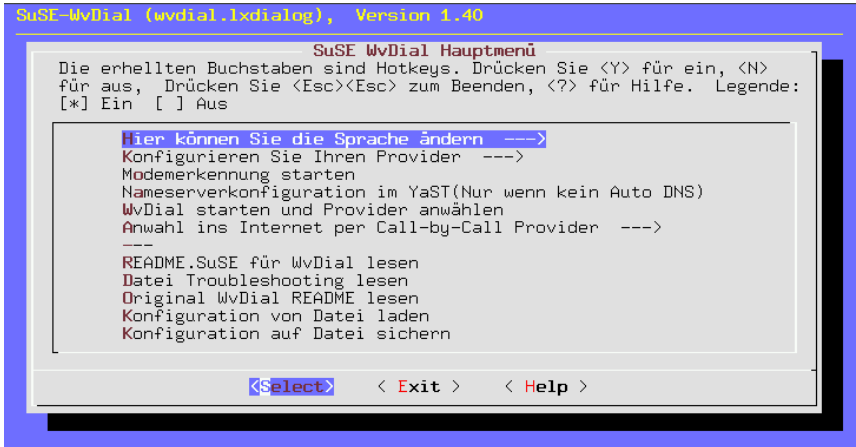 SuSE-WvDial (wvdial.lxdialog),  Version 1.40
SuSE WvDial Hauptmenü
Die erhellten Buchstaben sind Hotkeys. Drücken Sie <Y> für ein, <N>
für aus,  Drücken Sie <Esc><Esc> zum Beenden, <?> für Hilfe.  Legende:
[*] Ein  [ ] Aus
Hier können Sie die Sprache ändern  --->
Konfigurieren Sie Ihren Provider  --->
Modemerkennung starten
Nameserverkonfiguration im YaST(Nur wenn kein Auto DNS)
WvDial starten und Provider anwählen
Anwahl ins Internet per Call-by-Call Provider  --->
---
README.SuSE für WvDial lesen
Datei Troubleshooting lesen
Original WvDial README lesen
Konfiguration von Datei laden
Konfiguration auf Datei sichern
<Select>    < Exit >    < Help >